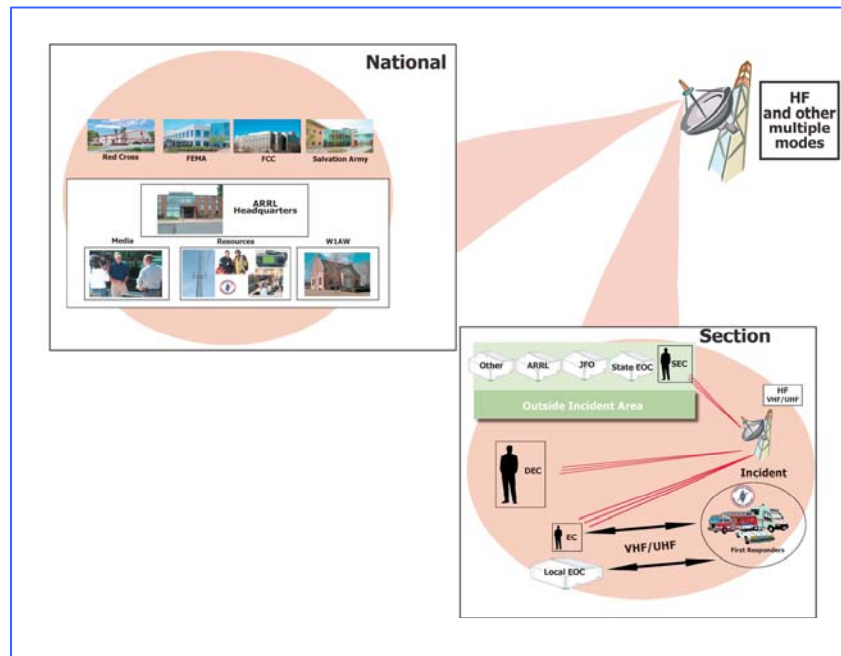 National
HF
and other
multiple
modes
Red Cross
FEMA
FCC
Salvation Army
ARRL
Headquarters
Media
Resources
W1AW
Section
Other
ARRL
JFO
State EOC
SEC
HF
VHF/UHF
Outside Incident Area
DEC
Incident
EC
VHF/UHF
First Responders
Local EOC